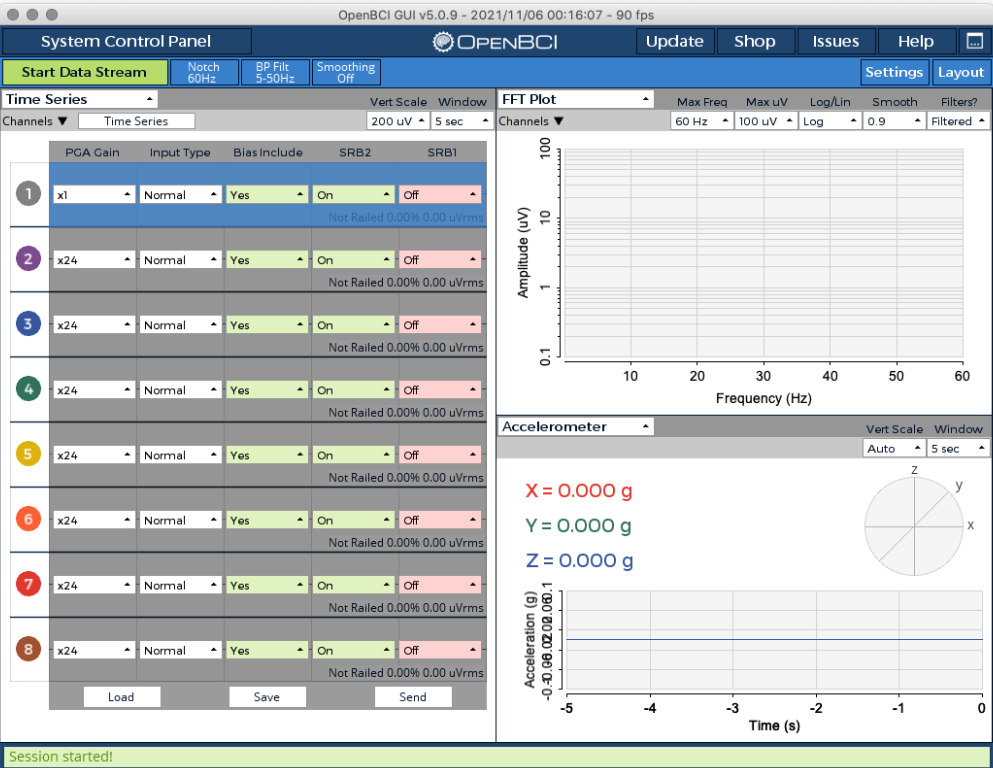 OpenBCI GUI v5.0.9 - 2021/11/06 00:16:07 - 90 fps
System Control Panel
OPENBCI
Update Shop Issues Help
Start Data Stream
Notch
60Hz
BP Filt
5-50Hz
Smoothing
Off
Settings Layout
Time Series
Vert Scale Window
Channels Time Series 200 uV 5 sec
PGA Gain Input Type Bias Include SRB2 SRB1
1 x1 Normal Yes On Off
Not Railed 0.00% 0.00 uVrms
2 x24 Normal Yes On Off
Not Railed 0.00% 0.00 uVrms
3 x24 Normal Yes On Off
Not Railed 0.00% 0.00 uVrms
4 x24 Normal Yes On Off
Not Railed 0.00% 0.00 uVrms
5 x24 Normal Yes On Off
Not Railed 0.00% 0.00 uVrms
6 x24 Normal Yes On Off
Not Railed 0.00% 0.00 uVrms
7 x24 Normal Yes On Off
Not Railed 0.00% 0.00 uVrms
8 x24 Normal Yes On Off
Not Railed 0.00% 0.00 uVrms
Load Save Send
FFT Plot
Max Freq Max uV Log/Lin Smooth Filters?
Channels 60 Hz 100 uV Log 0.9 Filtered
Amplitude (uV)
100
10
1
0.1
10 20 30 40 50 60
Frequency (Hz)
Accelerometer
Vert Scale Window
Auto 5 sec
X = 0.000 g
Y = 0.000 g
Z = 0.000 g
z
y
x
Acceleration (g)
-5 -4 -3 -2 -1 0
Time (s)
Session started!